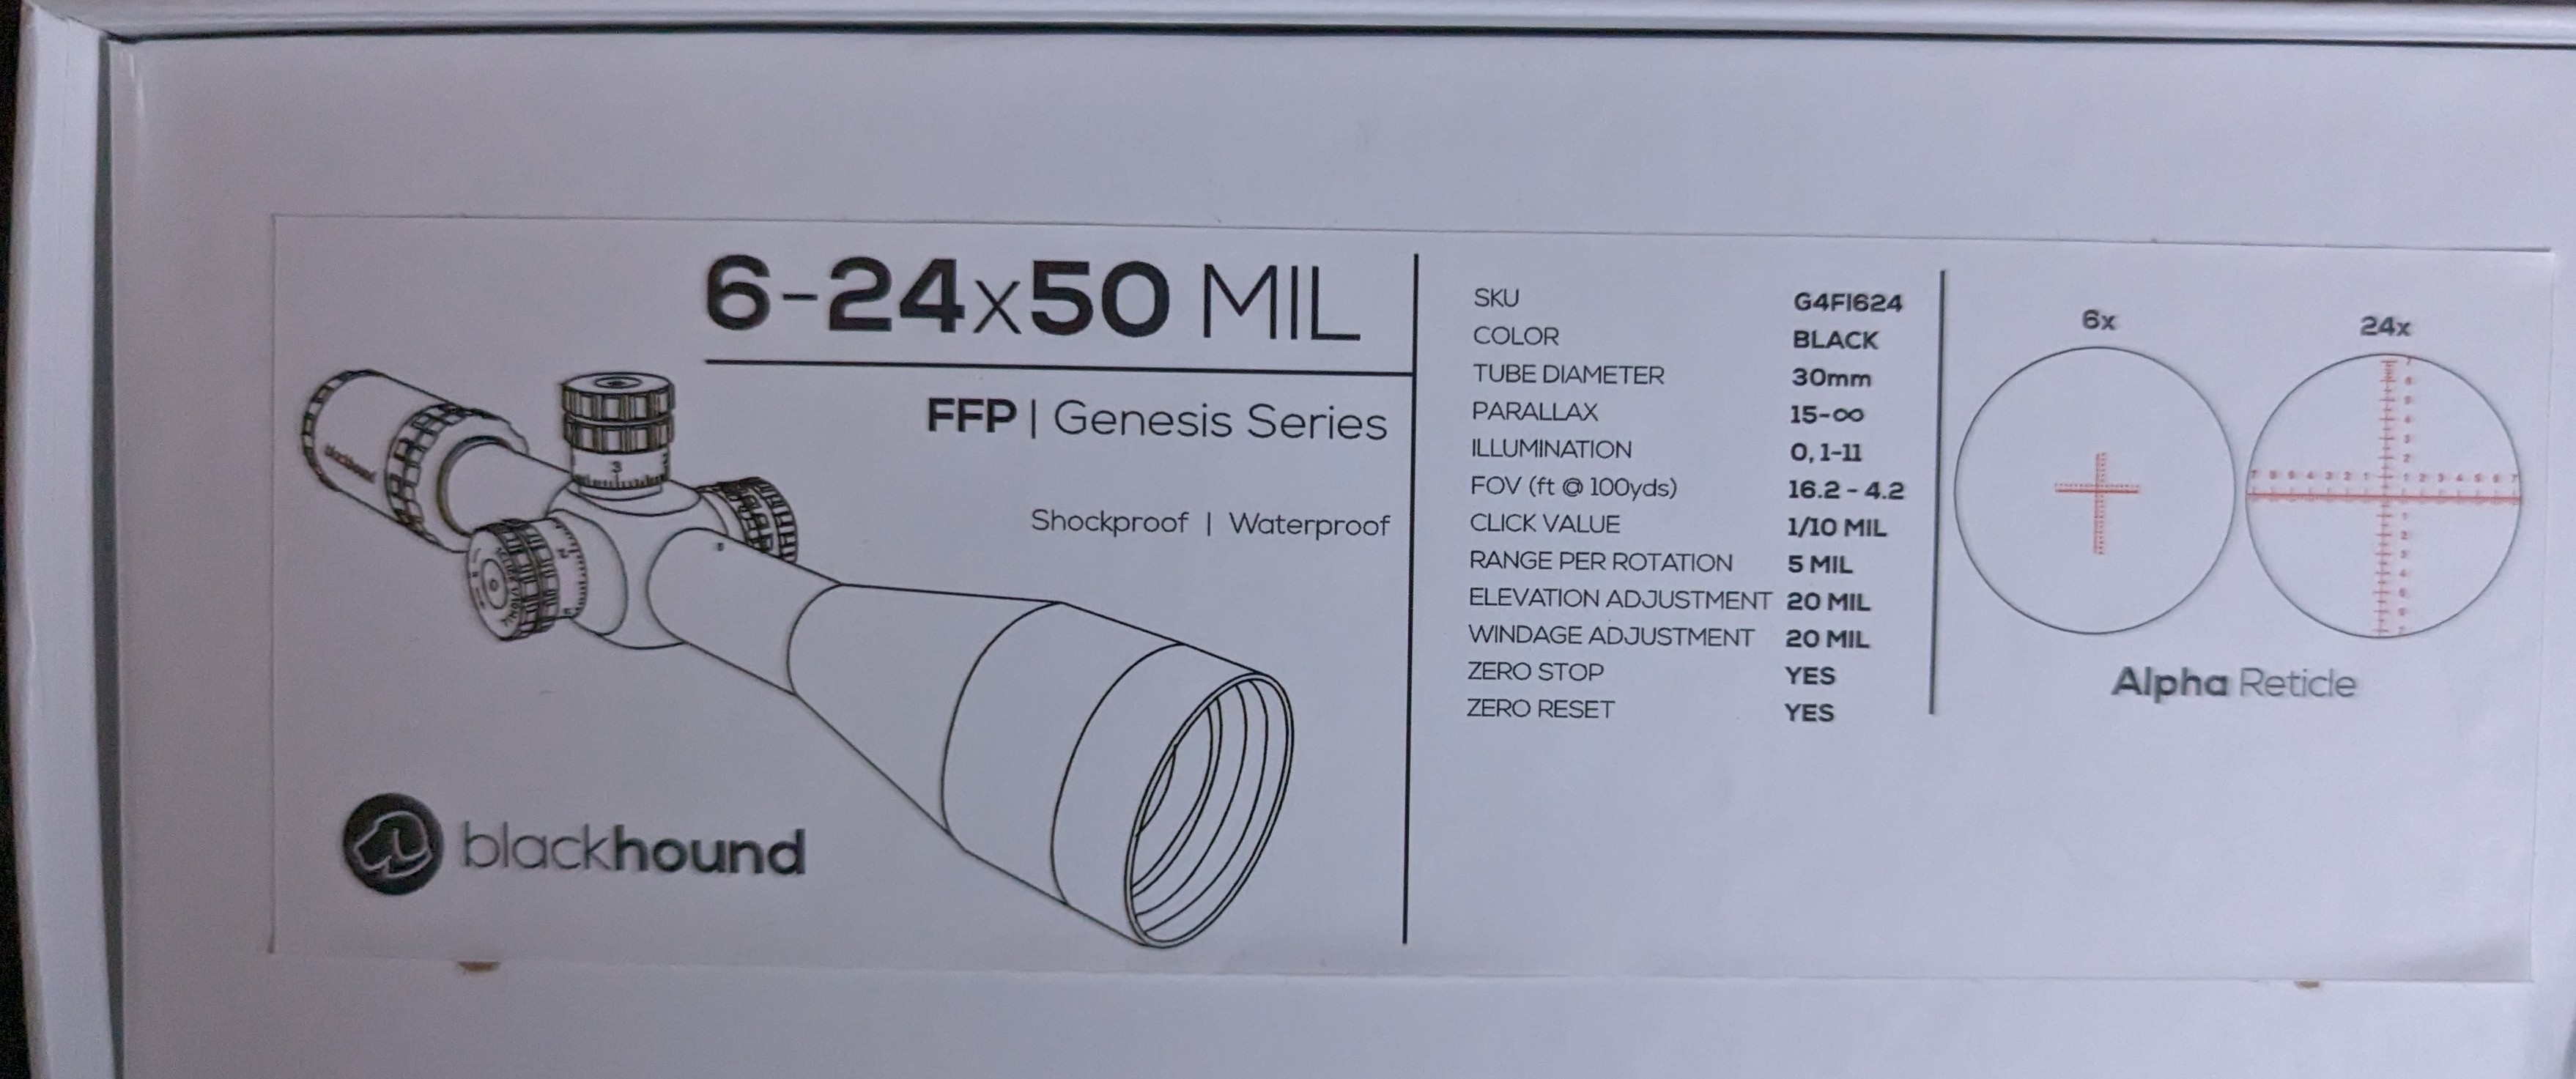 6-24x50 MIL
FFP | Genesis Series
Shockproof | Waterproof
blackhound
3
blackhound
SKU G4FI624
COLOR BLACK
TUBE DIAMETER 30mm
PARALLAX 15-∞
ILLUMINATION 0, 1-11
FOV (ft @ 100yds) 16.2 - 4.2
CLICK VALUE 1/10 MIL
RANGE PER ROTATION 5 MIL
ELEVATION ADJUSTMENT 20 MIL
WINDAGE ADJUSTMENT 20 MIL
ZERO STOP YES
ZERO RESET YES
6x
24x
Alpha Reticle